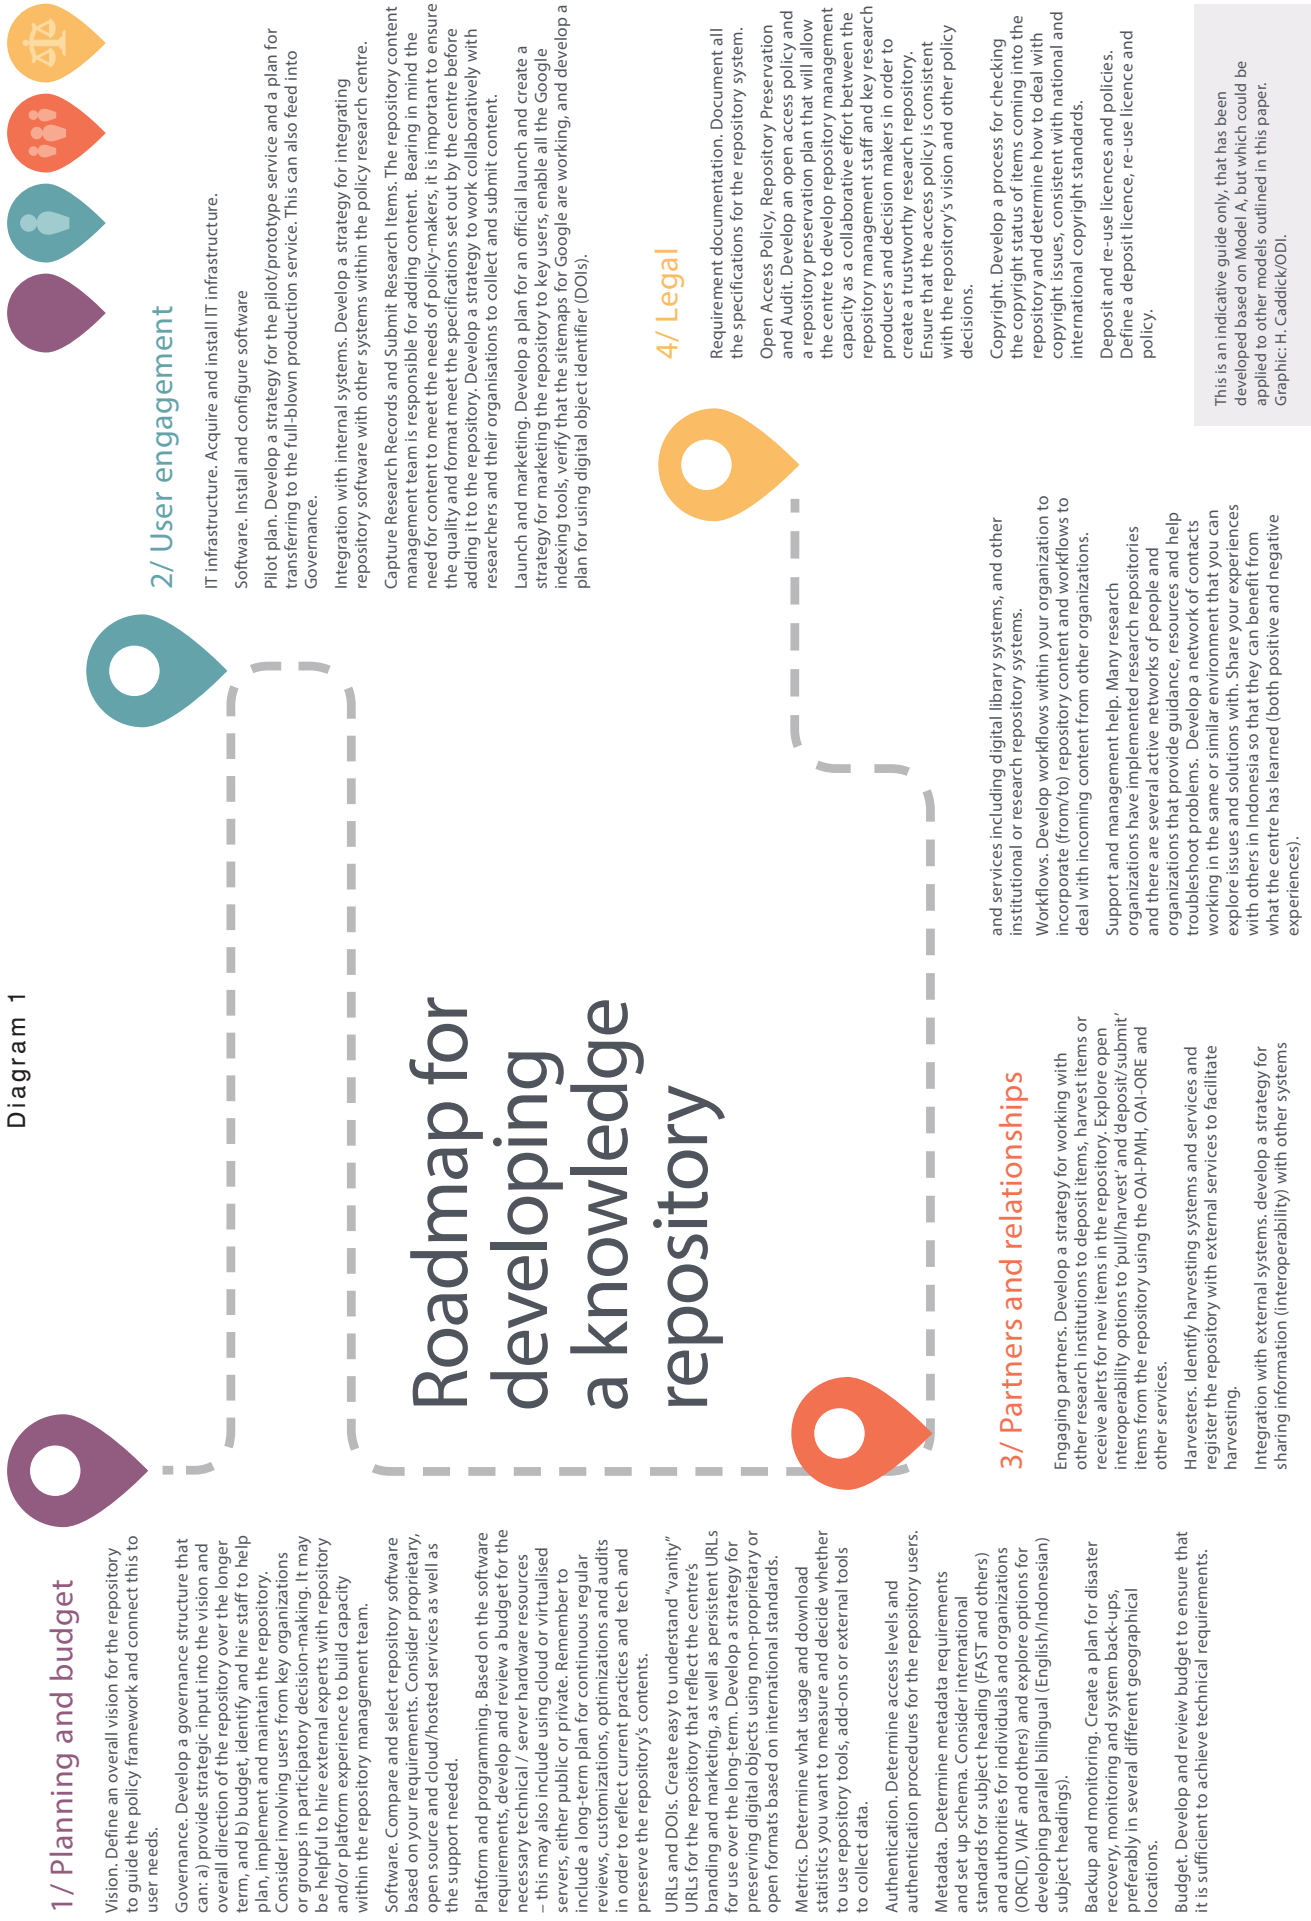 Diagram 1
Roadmap for
developing
a knowledge
repository
1/ Planning and budget
Vision. Define an overall vision for the repository
to guide the policy framework and connect this to
user needs.
Governance. Develop a governance structure that
can: a) provide strategic input into the vision and
overall direction of the repository over the longer
term, and b) budget, identify and hire staff to help
plan, implement and maintain the repository.
Consider involving users from key organizations
or groups in participatory decision-making. It may
be helpful to hire external experts with repository
and/or platform experience to build capacity
within the repository management team.
Software. Compare and select repository software
based on your requirements. Consider proprietary,
open source and cloud/hosted services as well as
the support needed.
Platform and programming. Based on the software
requirements, develop and review a budget for the
necessary technical / server hardware resources
– this may also include using cloud or virtualised
servers, either public or private. Remember to
include a long-term plan for continuous regular
reviews, customizations, optimizations and audits
in order to reflect current practices and tech and
preserve the repository's contents.
URLs and DOIs. Create easy to understand “vanity”
URLs for the repository that reflect the centre's
branding and marketing, as well as persistent URLs
for use over the long-term. Develop a strategy for
preserving digital objects using non-proprietary or
open formats based on international standards.
Metrics. Determine what usage and download
statistics you want to measure and decide whether
to use repository tools, add-ons or external tools
to collect data.
Authentication. Determine access levels and
authentication procedures for the repository users.
Metadata. Determine metadata requirements
and set up schema. Consider international
standards for subject heading (FAST and others)
and authorities for individuals and organizations
(ORCID, VIAF and others) and explore options for
developing parallel bilingual (English/Indonesian)
subject headings).
Backup and monitoring. Create a plan for disaster
recovery, monitoring and system back-ups,
preferably in several different geographical
locations.
Budget. Develop and review budget to ensure that
it is sufficient to achieve technical requirements.
2/ User engagement
IT infrastructure. Acquire and install IT infrastructure.
Software. Install and configure software
Pilot plan. Develop a strategy for the pilot/prototype service and a plan for
transferring to the full-blown production service. This can also feed into
Governance.
Integration with internal systems. Develop a strategy for integrating
repository software with other systems within the policy research centre.
Capture Research Records and Submit Research Items. The repository content
management team is responsible for adding content. Bearing in mind the
need for content to meet the needs of policy-makers, it is important to ensure
the quality and format meet the specifications set out by the centre before
adding it to the repository. Develop a strategy to work collaboratively with
researchers and their organisations to collect and submit content.
Launch and marketing. Develop a plan for an official launch and create a
strategy for marketing the repository to key users, enable all the Google
indexing tools, verify that the sitemaps for Google are working, and develop a
plan for using digital object identifier (DOIs).
3/ Partners and relationships
Engaging partners. Develop a strategy for working with
other research institutions to deposit items, harvest items or
receive alerts for new items in the repository. Explore open
interoperability options to ‘pull/harvest’ and ‘deposit/submit’
items from the repository using the OAI-PMH, OAI-ORE and
other services.
Harvesters. Identify harvesting systems and services and
register the repository with external services to facilitate
harvesting.
Integration with external systems. develop a strategy for
sharing information (interoperability) with other systems
and services including digital library systems, and other
institutional or research repository systems.
Workflows. Develop workflows within your organization to
incorporate (from/to) repository content and workflows to
deal with incoming content from other organizations.
Support and management help. Many research
organizations have implemented research repositories
and there are several active networks of people and
organizations that provide guidance, resources and help
troubleshoot problems. Develop a network of contacts
working in the same or similar environment that you can
explore issues and solutions with. Share your experiences
with others in Indonesia so that they can benefit from
what the centre has learned (both positive and negative
experiences).
4/ Legal
Requirement documentation. Document all
the specifications for the repository system.
Open Access Policy, Repository Preservation
and Audit. Develop an open access policy and
a repository preservation plan that will allow
the centre to develop repository management
capacity as a collaborative effort between the
repository management staff and key research
producers and decision makers in order to
create a trustworthy research repository.
Ensure that the access policy is consistent
with the repository's vision and other policy
decisions.
Copyright. Develop a process for checking
the copyright status of items coming into the
repository and determine how to deal with
copyright issues, consistent with national and
international copyright standards.
Deposit and re-use licences and policies.
Define a deposit licence, re-use licence and
policy.
This is an indicative guide only, that has been
developed based on Model A, but which could be
applied to other models outlined in this paper.
Graphic: H. Caddick/ODI.